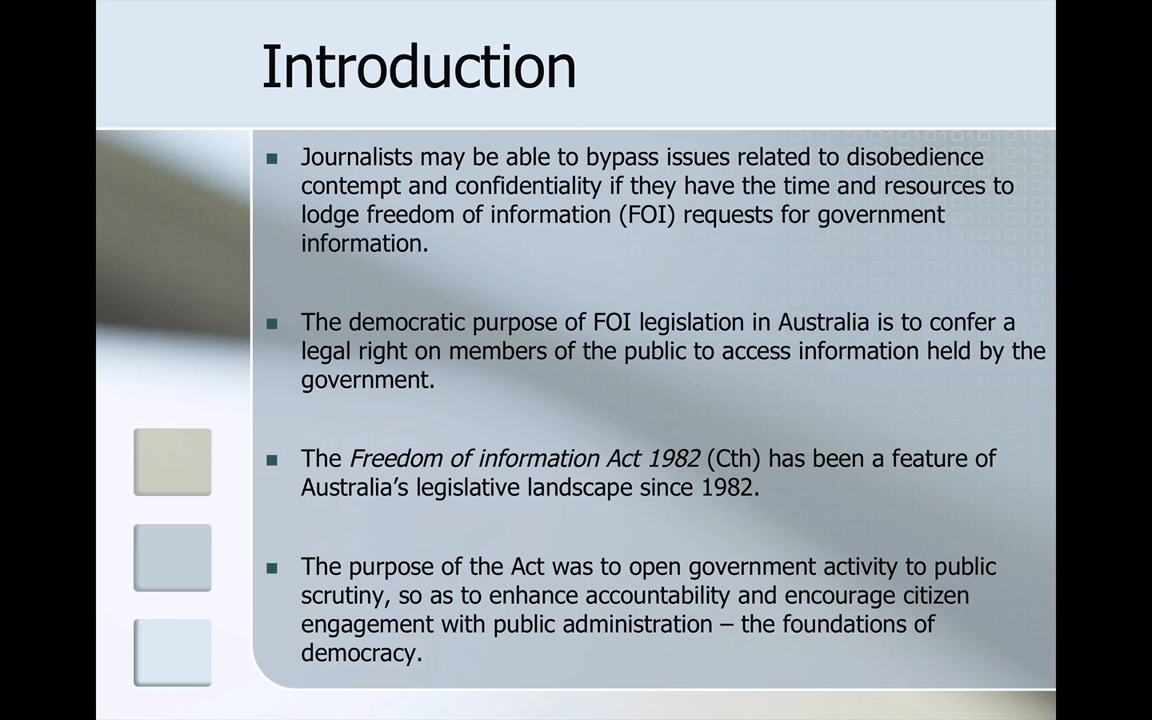 Introduction
Journalists may be able to bypass issues related to disobedience
contempt and confidentiality if they have the time and resources to
lodge freedom of information (FOI) requests for government
information.
The democratic purpose of FOI legislation in Australia is to confer a
legal right on members of the public to access information held by the
government.
The Freedom of information Act 1982 (Cth) has been a feature of
Australia’s legislative landscape since 1982.
The purpose of the Act was to open government activity to public
scrutiny, so as to enhance accountability and encourage citizen
engagement with public administration – the foundations of
democracy.